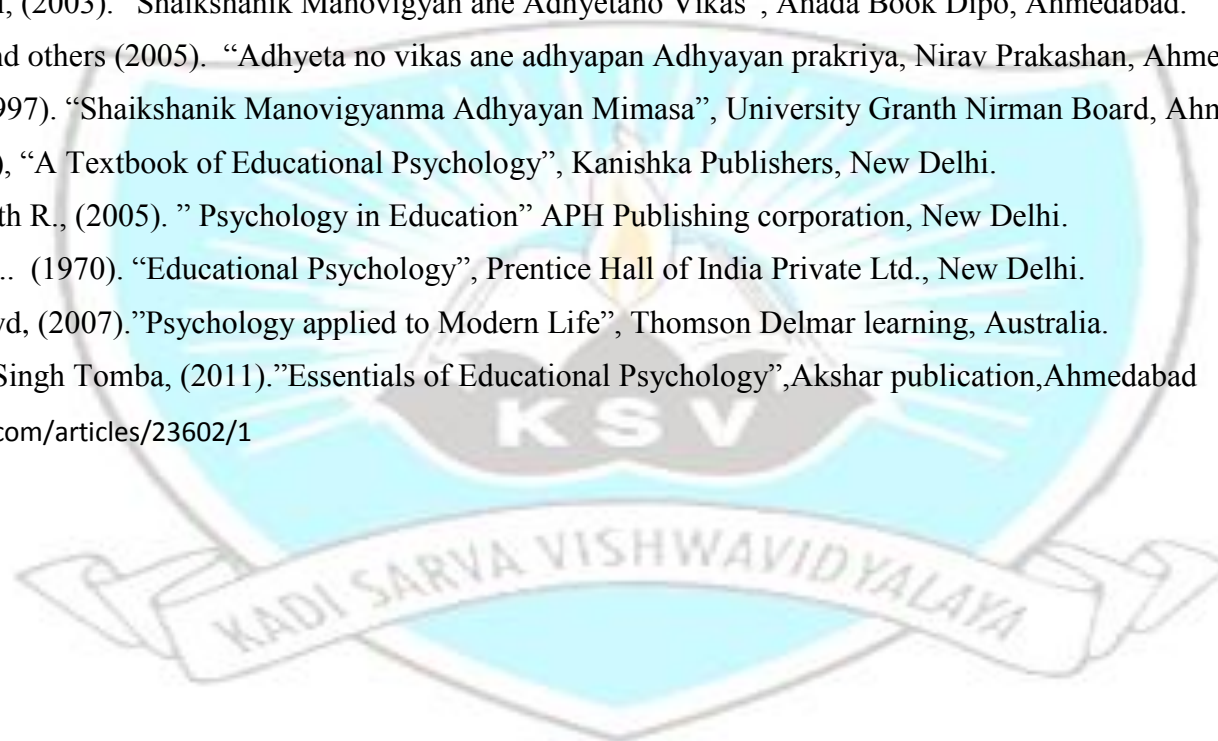 (2003). "Shaikshanik Manovigyan ane Adhyetano Vikas", Anada Book Dipo, Ahmedabad.
nd others (2005). “Adhyeta no vikas ane adhyapan Adhyayan prakriya, Nirav Prakashan, Ahme
997). “Shaikshanik Manovigyanma Adhyayan Mimasa”, University Granth Nirman Board, Ahn
), “A Textbook of Educational Psychology”, Kanishka Publishers, New Delhi.
th R., (2005). ” Psychology in Education” APH Publishing corporation, New Delhi.
.. (1970). “Educational Psychology”, Prentice Hall of India Private Ltd., New Delhi.
yd, (2007).”Psychology applied to Modern Life”, Thomson Delmar learning, Australia.
Singh Tomba, (2011).”Essentials of Educational Psychology”,Akshar publication,Ahmedabad
com/articles/23602/1
KSV
KADI SARVA VISHWAVIDYALAYA